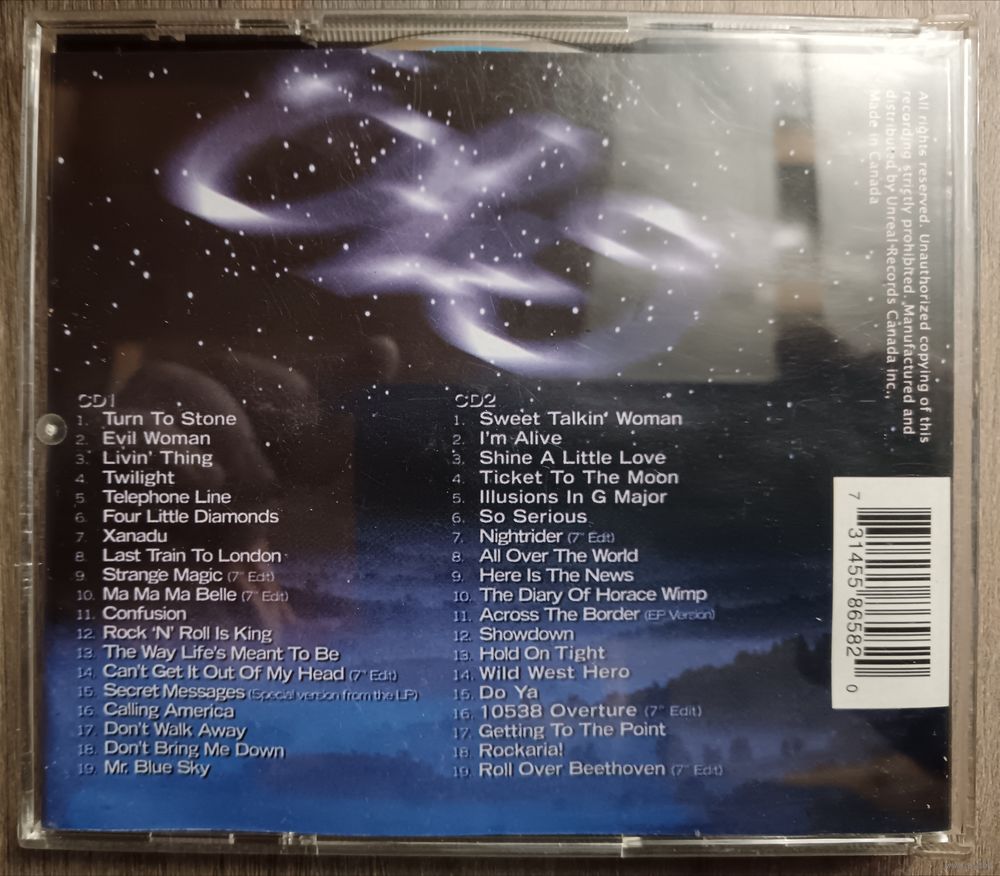 All rights reserved. Unauthorized copying of this
recording strictly prohibited. Manufactured and
distributed by Unreal Records Canada inc.,
Made in Canada
CD1
1. Turn To Stone
2. Evil Woman
3. Livin' Thing
4. Twilight
5. Telephone Line
6. Four Little Diamonds
7. Xanadu
8. Last Train To London
9. Strange Magic (7" Edit)
10. Ma Ma Ma Belle (7" Edit)
11. Confusion
12. Rock 'N' Roll Is King
13. The Way Life's Meant To Be
14. Can't Get It Out Of My Head (7" Edit)
15. Secret Messages (Special version from the LP)
16. Calling America
17. Don't Walk Away
18. Don't Bring Me Down
19. Mr. Blue Sky
CD2
1. Sweet Talkin' Woman
2. I'm Alive
3. Shine A Little Love
4. Ticket To The Moon
5. Illusions In G Major
6. So Serious
7. Nightrider (7" Edit)
8. All Over The World
9. Here Is The News
10. The Diary Of Horace Wimp
11. Across The Border (EP Version)
12. Showdown
13. Hold On Tight
14. Wild West Hero
15. Do Ya
16. 10538 Overture (7" Edit)
17. Getting To The Point
18. Rockaria!
19. Roll Over Beethoven (7" Edit)
7 31455 86582 0